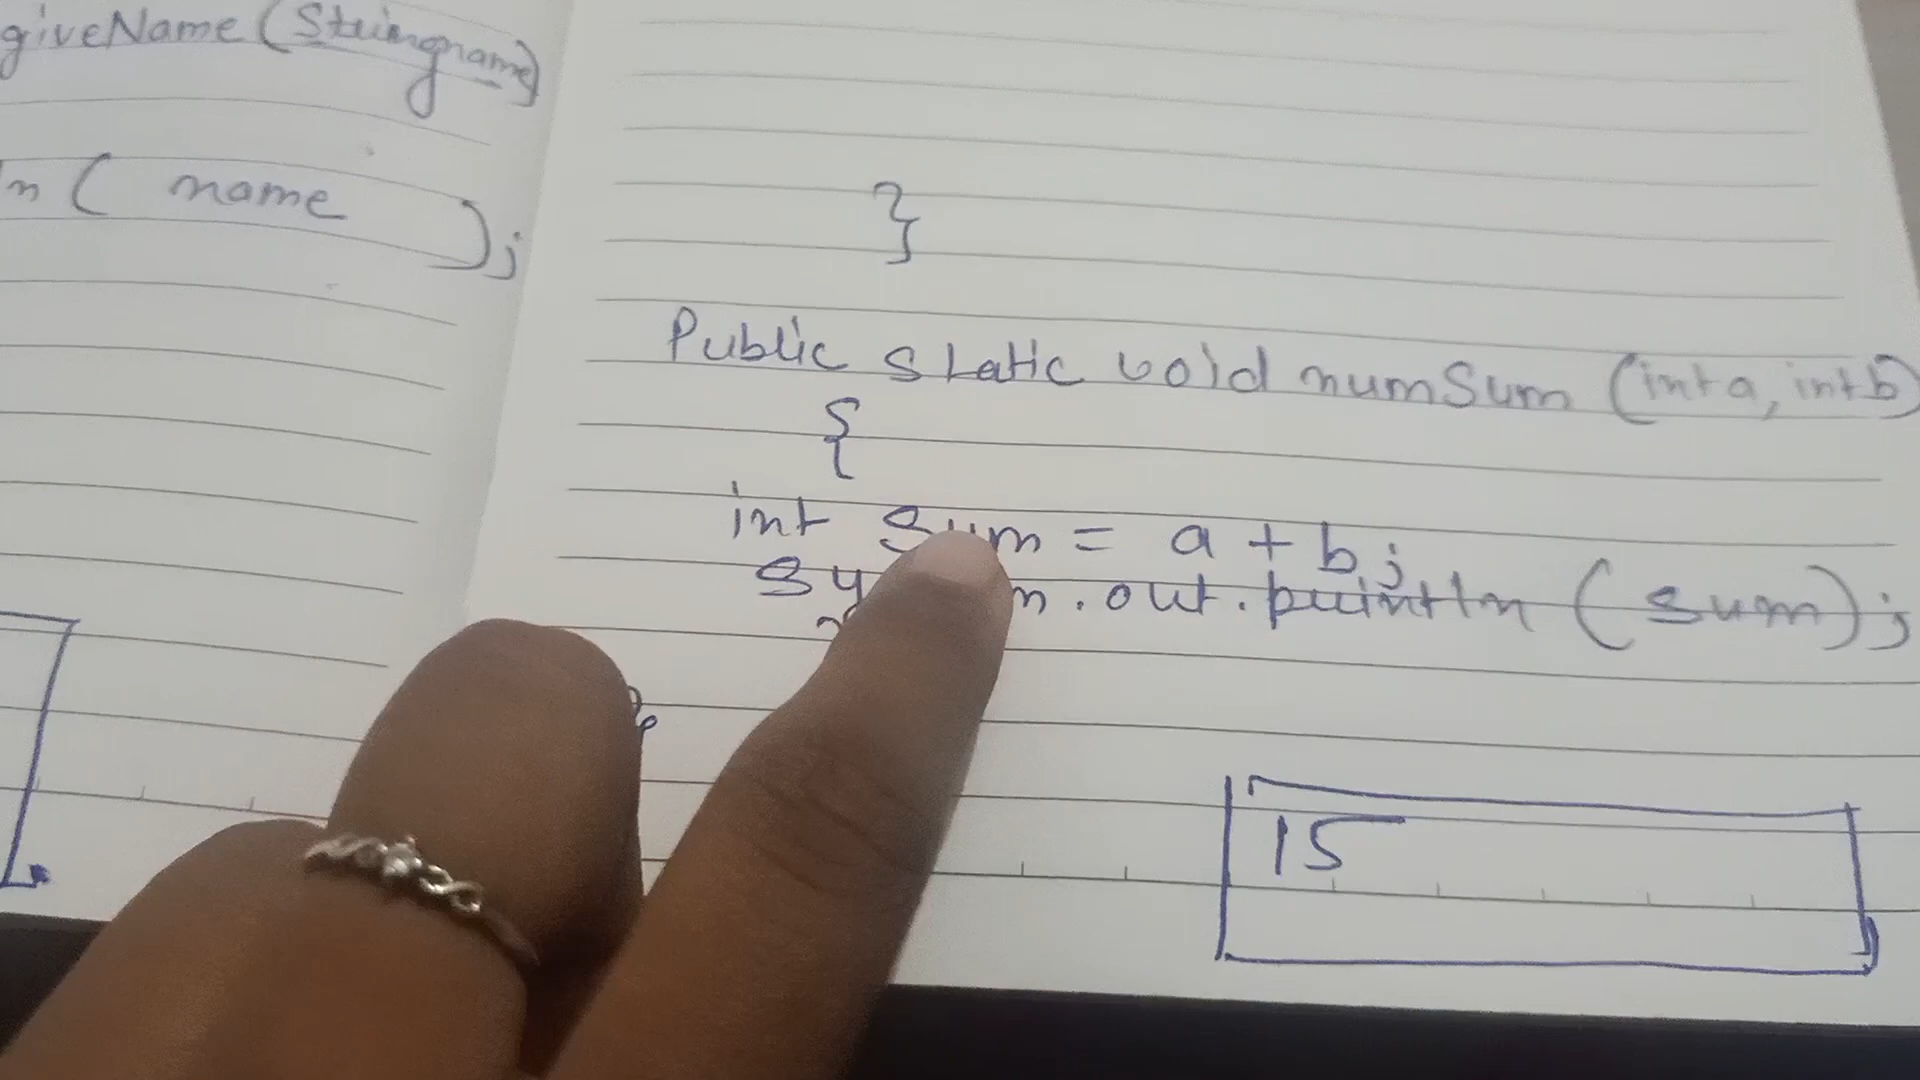 giveName (String name)
n ( name );
}
Public static void numSum (int a, int b)
{
int sum = a + b;
. out . println ( sum );
15